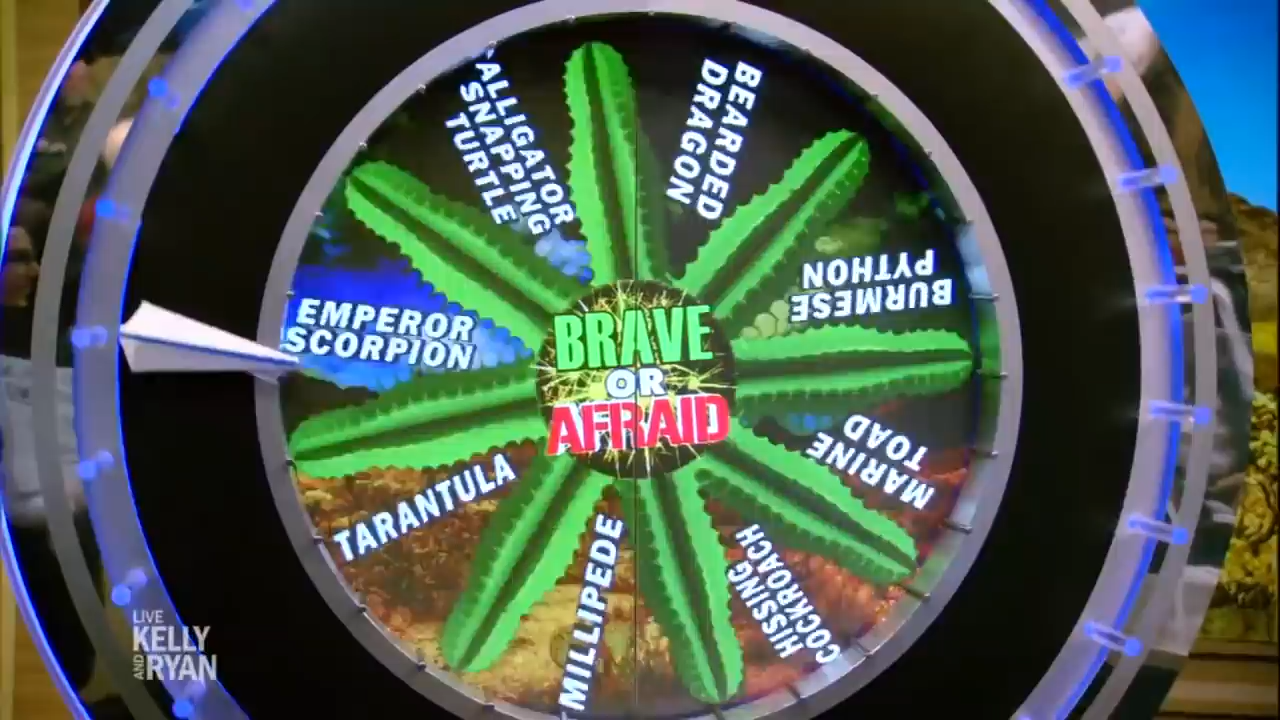 ALLIGATOR
SNAPPING
TURTLE
BEARDED
DRAGON
BURMESE
PYTHON
EMPEROR
SCORPION
BRAVE
OR
AFRAID
MARINE
TOAD
TARANTULA
MILLIPEDE
HISSING
COCKROACH
LIVE
KELLY
AND RYAN